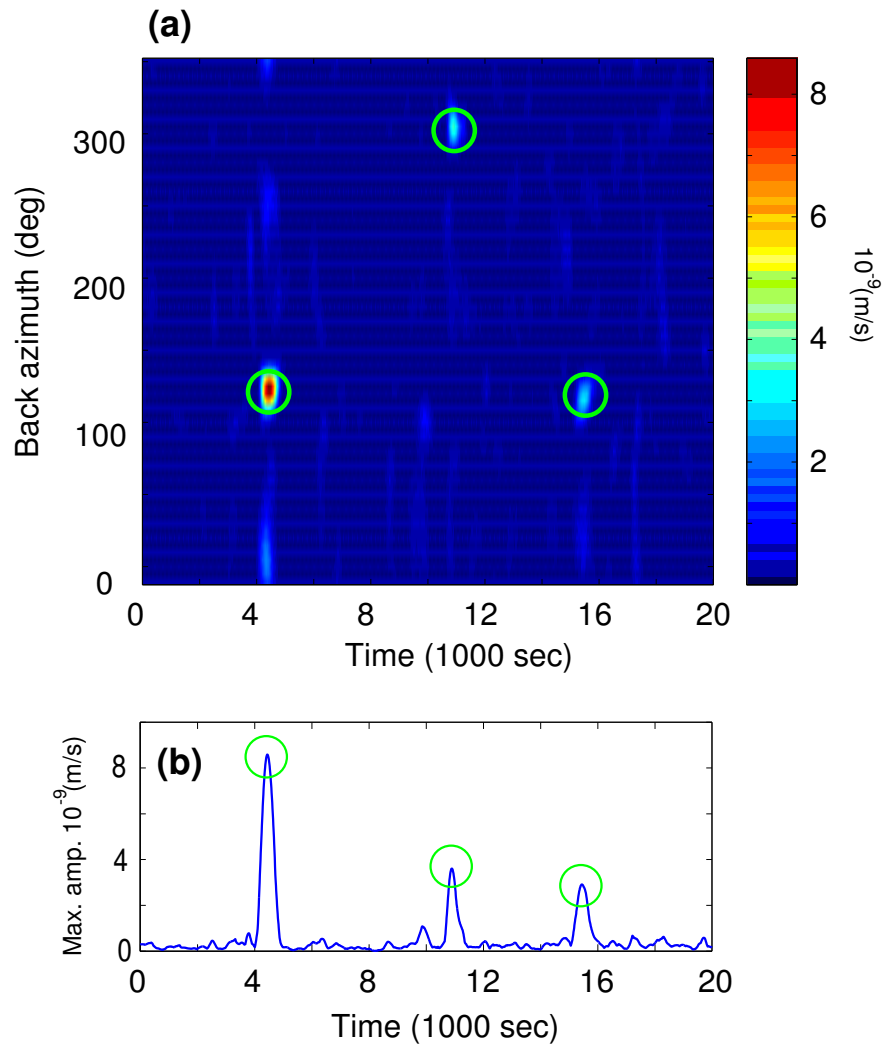 (a)
300
200
100
0
Back azimuth (deg)
0 4 8 12 16 20
Time (1000 sec)
8
6
4
2
10-9(m/s)
(b)
8
4
0
Max. amp. 10-9(m/s)
0 4 8 12 16 20
Time (1000 sec)